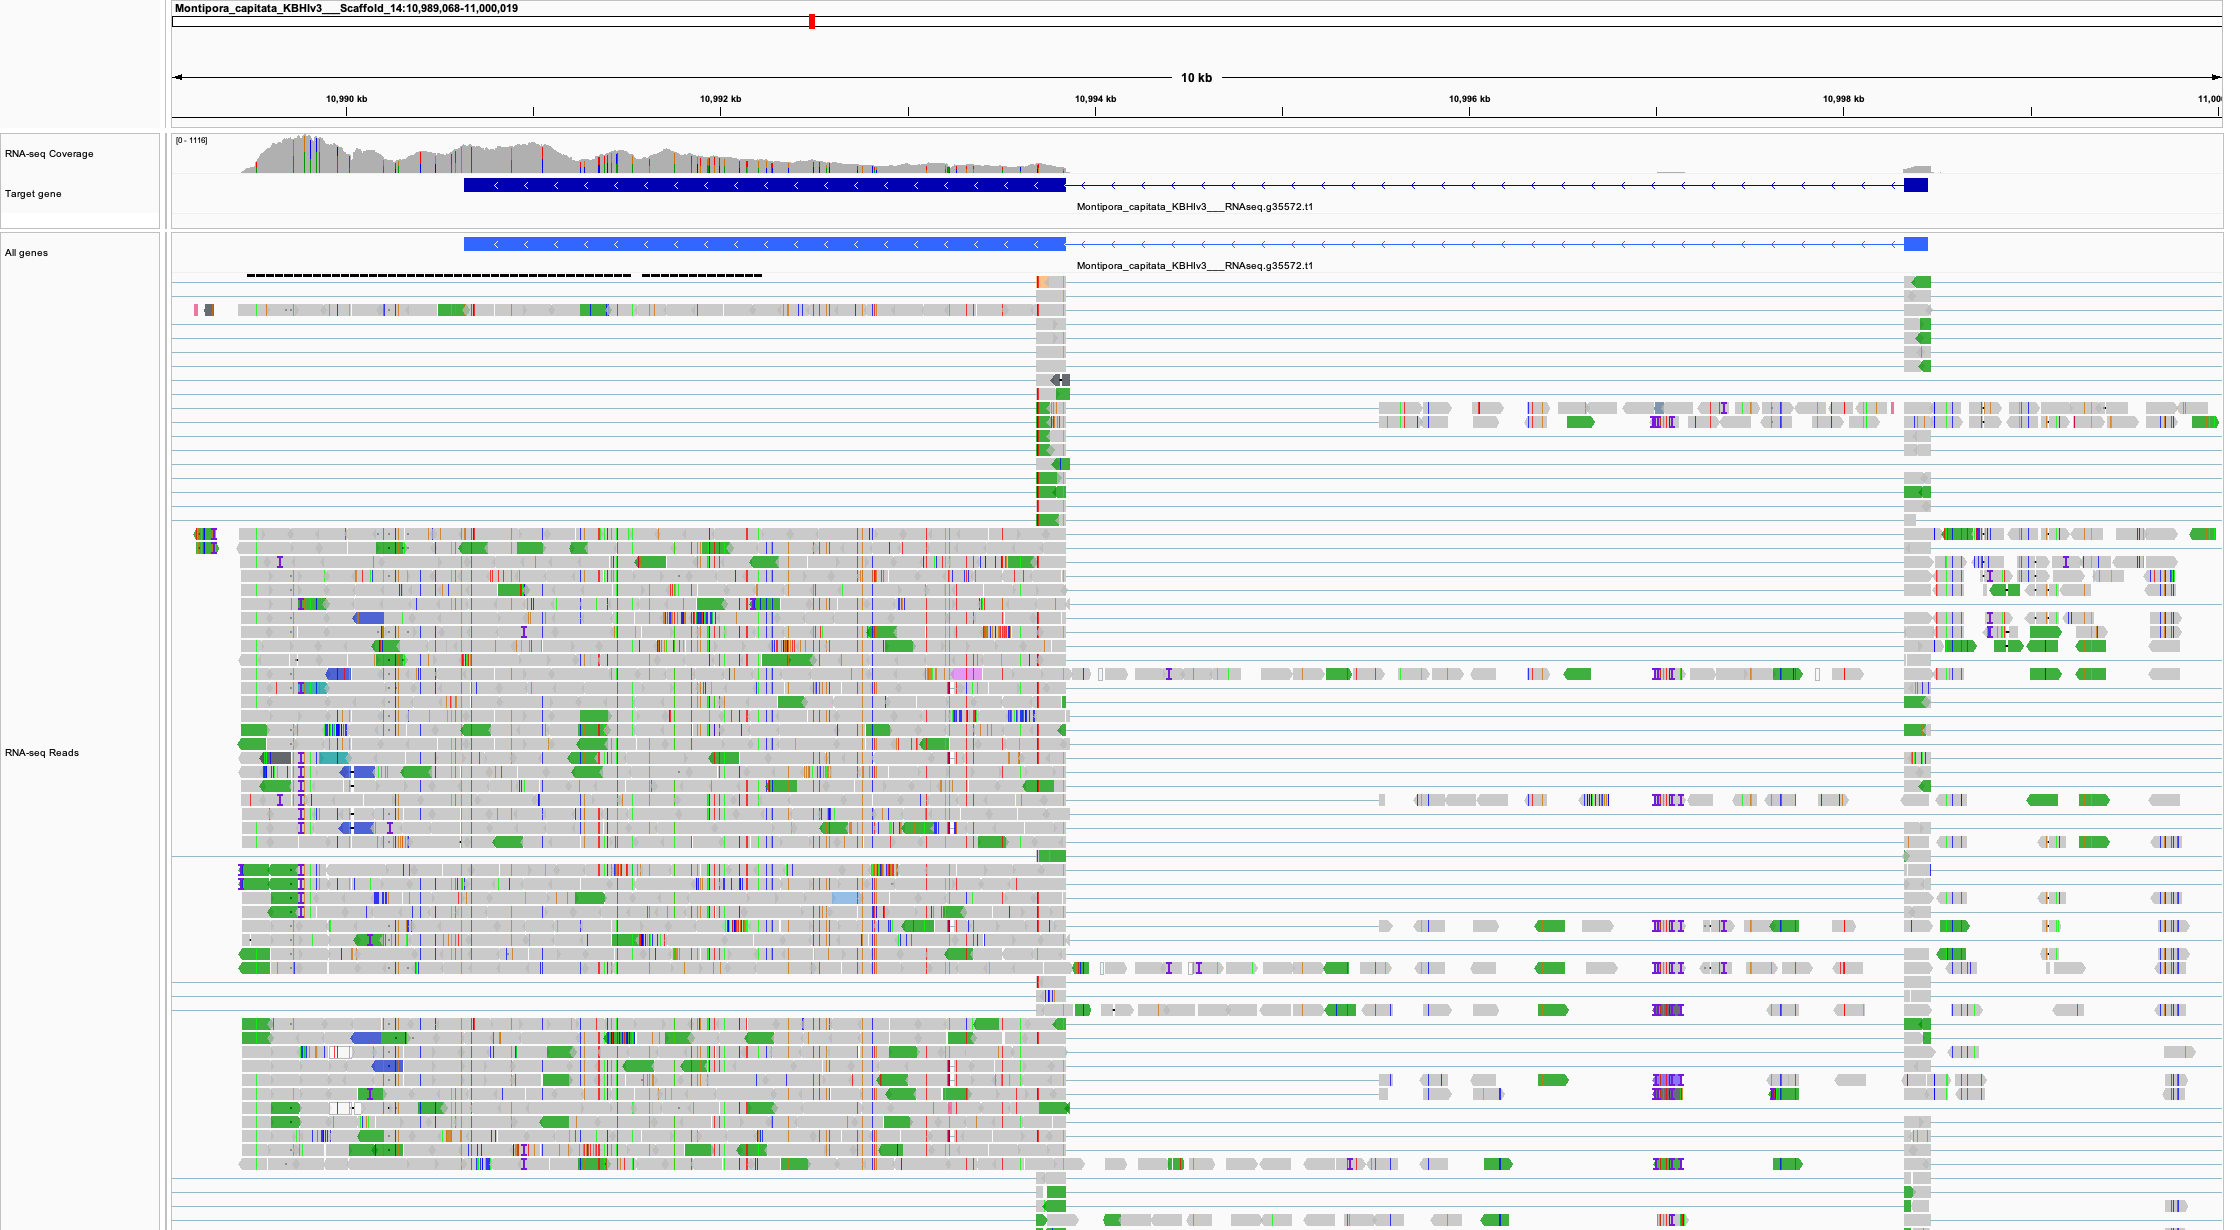 Montipora_capitata_KBHIv3___Scaffold_14:10,989,068-11,000,019
10 kb
10,990 kb 10,992 kb 10,994 kb 10,996 kb 10,998 kb 11,00
[0 - 1116]
RNA-seq Coverage
Target gene
Montipora_capitata_KBHIv3___RNAseq.g35572.t1
All genes
Montipora_capitata_KBHIv3___RNAseq.g35572.t1
RNA-seq Reads